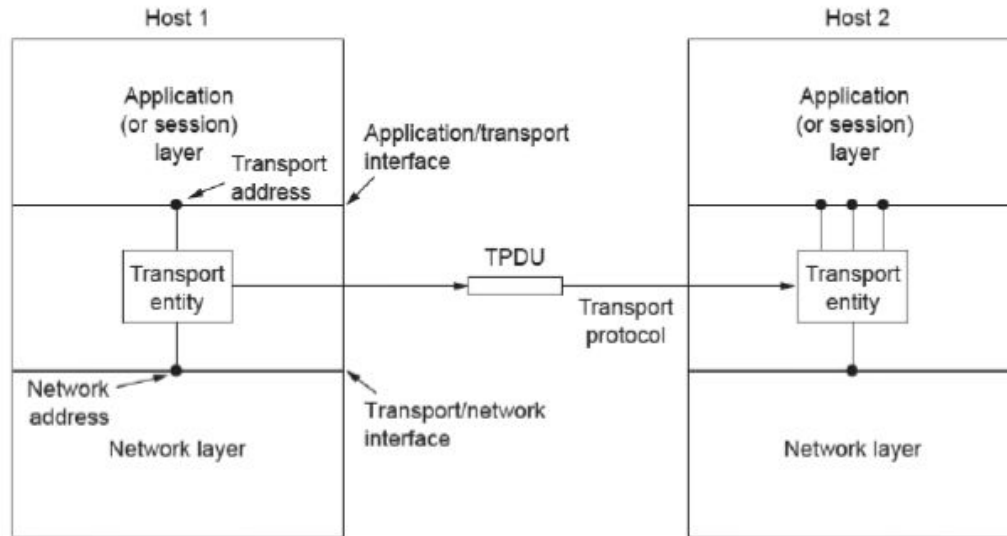 Host 1
Host 2
Application
(or session)
layer
Transport
address
Application/transport
interface
Application
(or session)
layer
Transport
entity
TPDU
Transport
protocol
Transport
entity
Network
address
Transport/network
interface
Network layer
Network layer